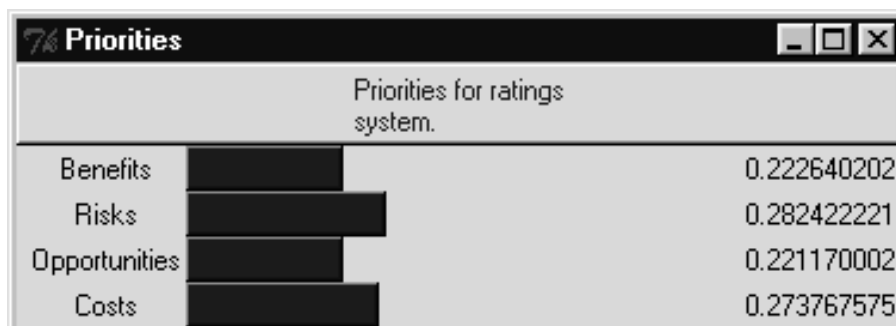 Priorities
Priorities for ratings
system.
Benefits 0.222640202
Risks 0.282422221
Opportunities 0.221170002
Costs 0.273767575